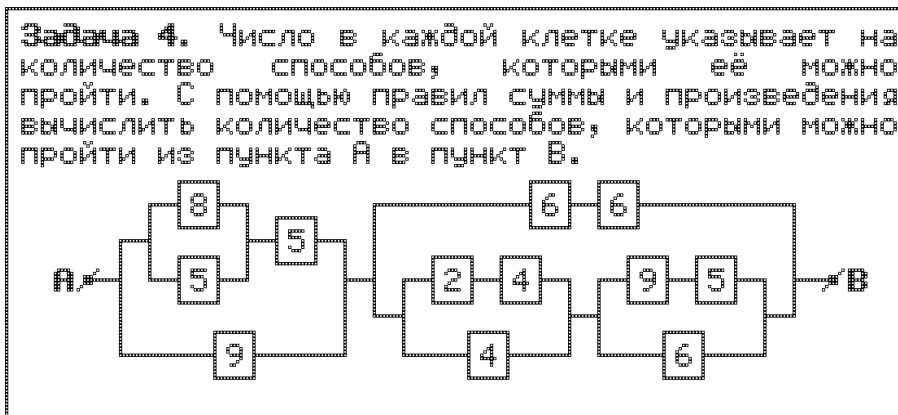 Задача 4. Число в каждой клетке указывает на
количество способов, которыми её можно
пройти. С помощью правил суммы и произведения
вычислить количество способов, которыми можно
пройти из пункта А в пункт В.
8 6 6
5
A 5 2 4 9 5 B
9 4 6